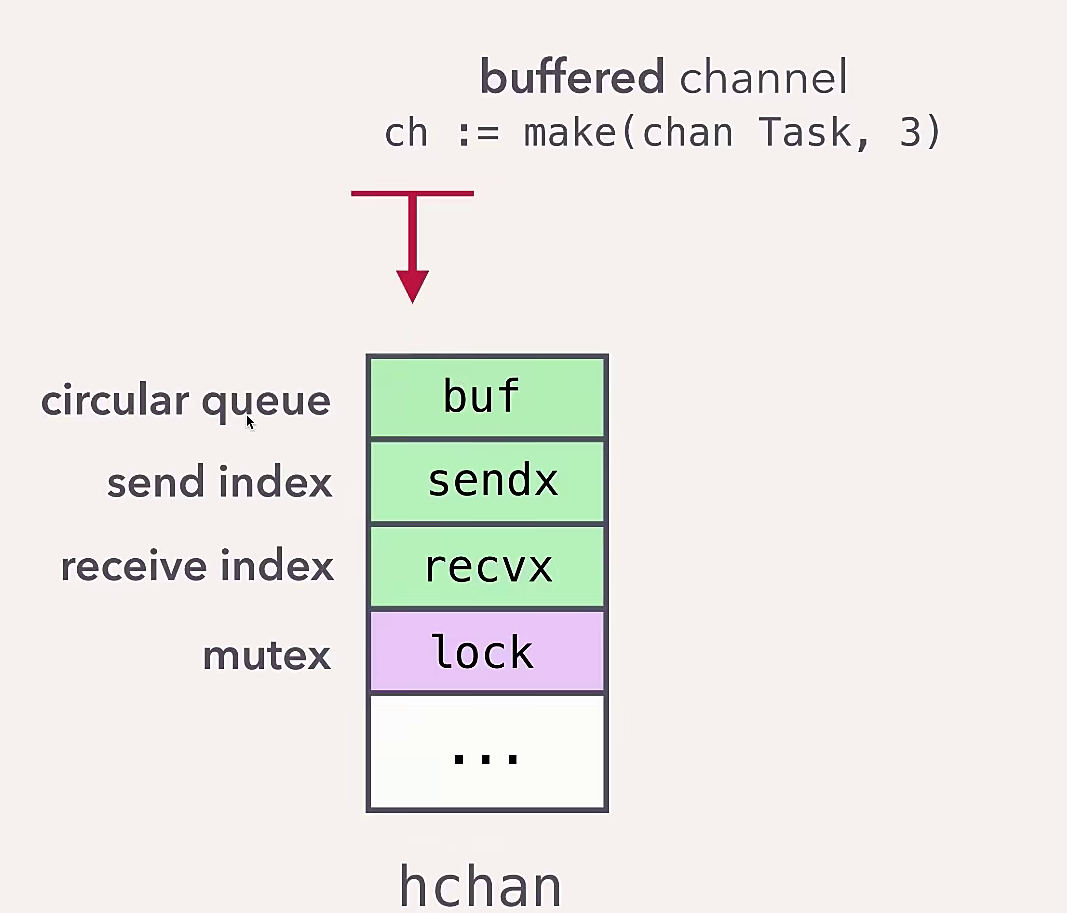 buffered channel
ch := make(chan Task, 3)
circular queue buf
send index sendx
receive index recvx
mutex lock
...
hchan